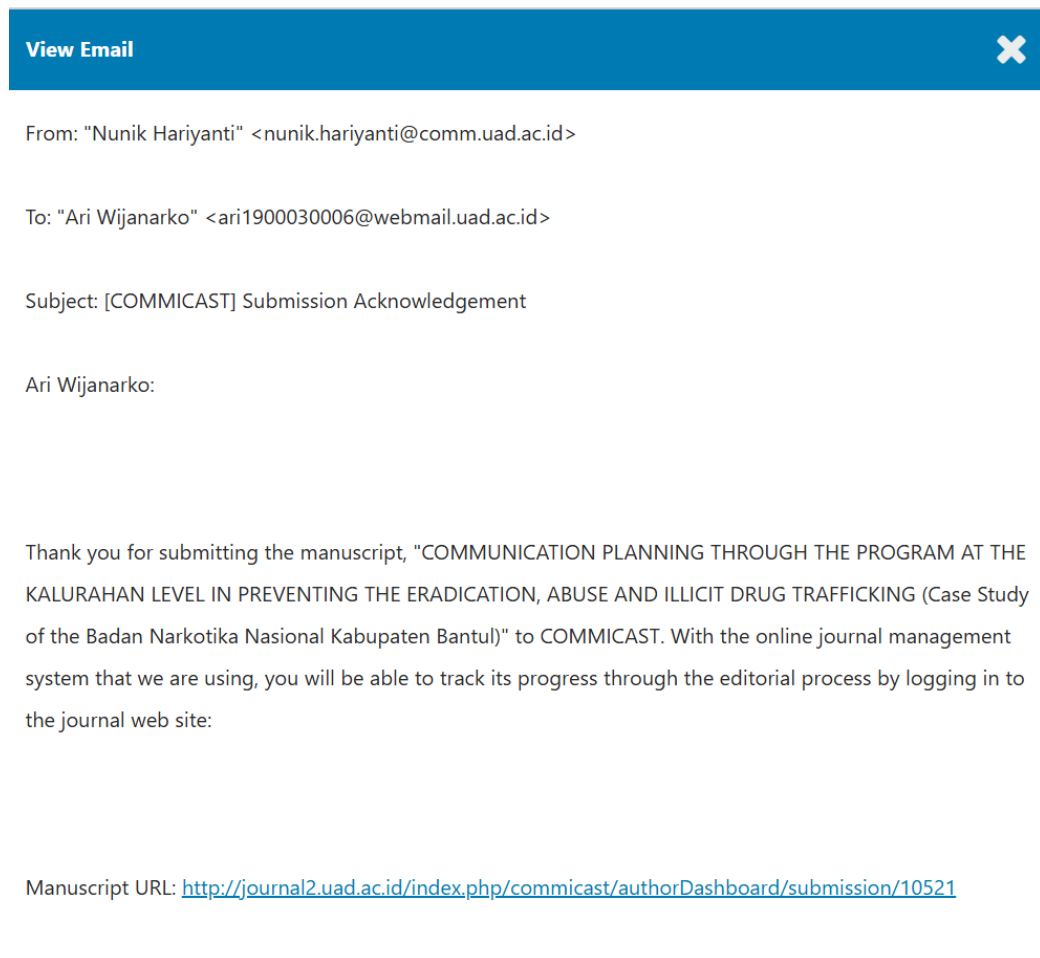 View Email
From: "Nunik Hariyanti" <nunik.hariyanti@comm.uad.ac.id>
To: "Ari Wijanarko" <ari1900030006@webmail.uad.ac.id>
Subject: [COMMICAST] Submission Acknowledgement
Ari Wijanarko:
Thank you for submitting the manuscript, "COMMUNICATION PLANNING THROUGH THE PROGRAM AT THE
KALURAHAN LEVEL IN PREVENTING THE ERADICATION, ABUSE AND ILLICIT DRUG TRAFFICKING (Case Study
of the Badan Narkotika Nasional Kabupaten Bantul)" to COMMICAST. With the online journal management
system that we are using, you will be able to track its progress through the editorial process by logging in to
the journal web site:
Manuscript URL: http://journal2.uad.ac.id/index.php/commicast/authorDashboard/submission/10521